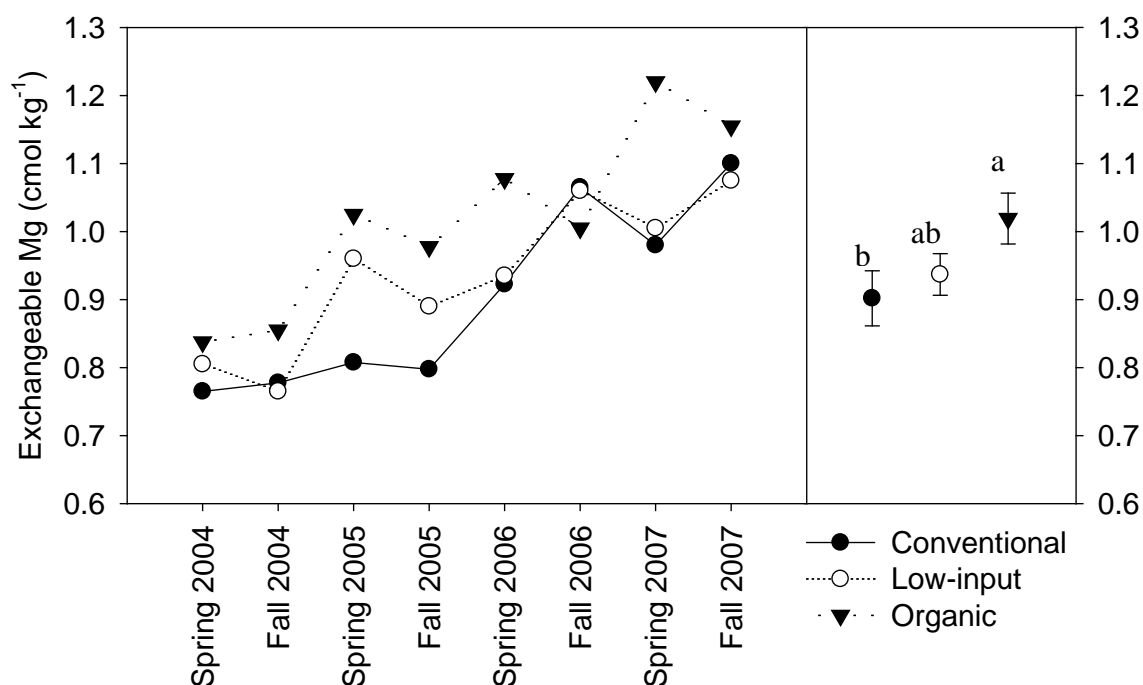 Exchangeable Mg (cmol kg-1)
1.3
1.2
1.1
1.0
0.9
0.8
0.7
0.6
b
ab
a
1.3
1.2
1.1
1.0
0.9
0.8
0.7
0.6
Spring 2004
Fall 2004
Spring 2005
Fall 2005
Spring 2006
Fall 2006
Spring 2007
Fall 2007
Conventional
Low-input
Organic